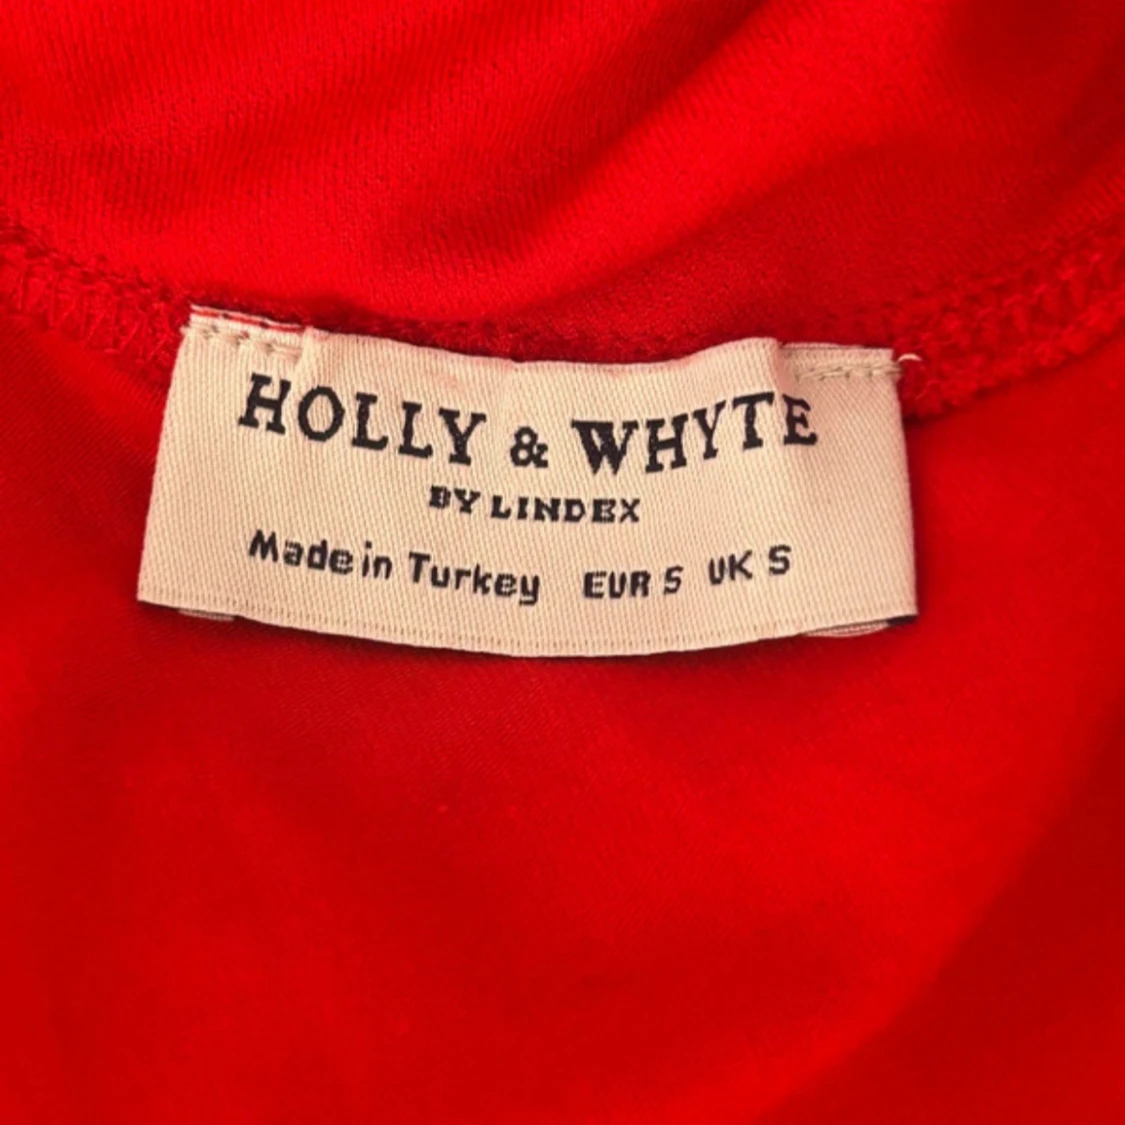 HOLLY & WHYTE
BY LINDEX
Made in Turkey EUR S UK S